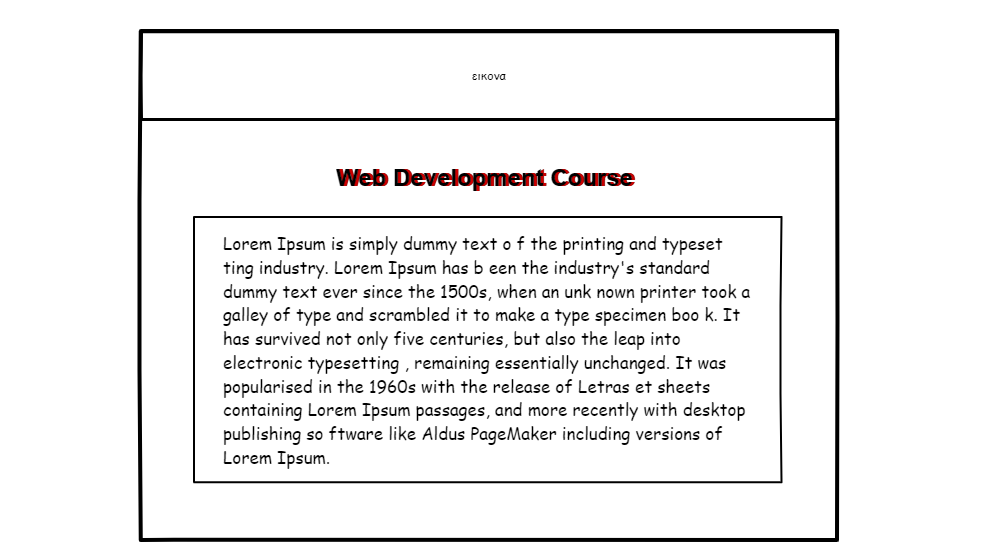 εικονα
Web Development Course
Lorem Ipsum is simply dummy text o f the printing and typeset
ting industry. Lorem Ipsum has b een the industry's standard
dummy text ever since the 1500s, when an unk nown printer took a
galley of type and scrambled it to make a type specimen boo k. It
has survived not only five centuries, but also the leap into
electronic typesetting , remaining essentially unchanged. It was
popularised in the 1960s with the release of Letras et sheets
containing Lorem Ipsum passages, and more recently with desktop
publishing so ftware like Aldus PageMaker including versions of
Lorem Ipsum.